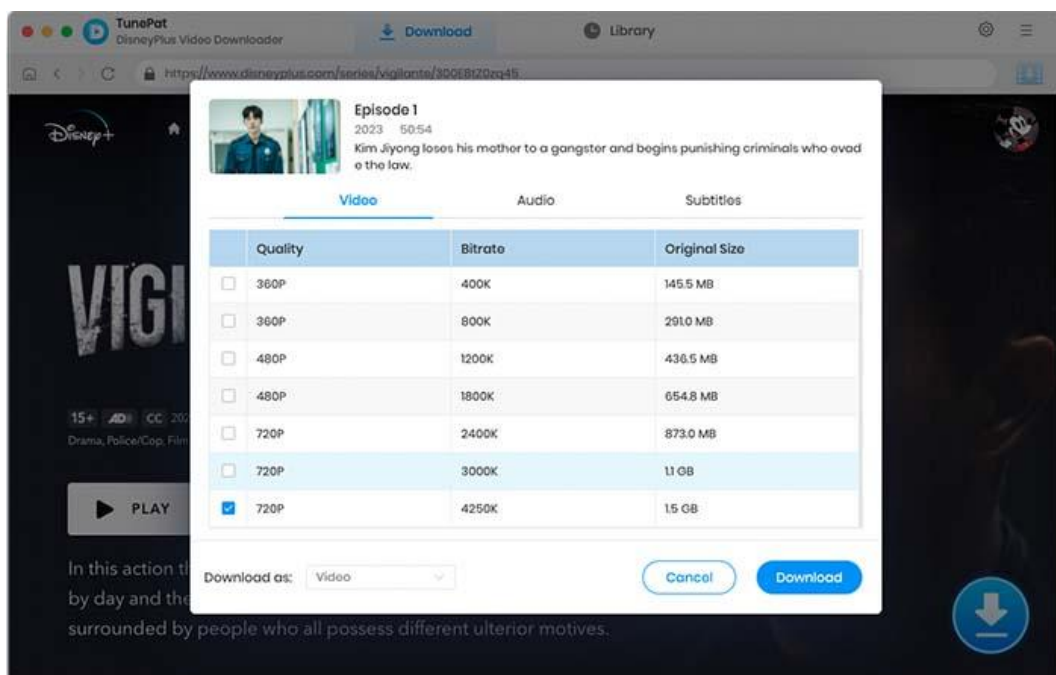 TunePat
DisneyPlus Video Downloader
Download
Library
https://www.disneyplus.com/series/vigilante/300EBtZ0zq45
Episode 1
2023 50:54
Kim Jiyong loses his mother to a gangster and begins punishing criminals who evad
e the law.
Disney+
Video Audio Subtitles
Quality Bitrate Original Size
360P 400K 145.5 MB
360P 800K 291.0 MB
480P 1200K 436.5 MB
480P 1800K 654.8 MB
720P 2400K 873.0 MB
720P 3000K 1.1 GB
720P 4250K 1.5 GB
VIGI
15+ AD CC 202
Drama, Police/Cop, Film
PLAY
Download as: Video
Cancel Download
In this action th
by day and the
surrounded by people who all possess different ulterior motives.